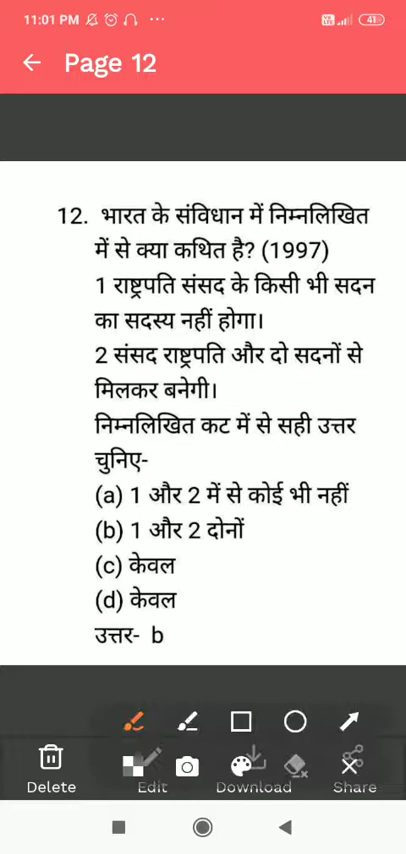 11:01 PM
41
Page 12
12. भारत के संविधान में निम्नलिखित
में से क्या कथित है? (1997)
1 राष्ट्रपति संसद के किसी भी सदन
का सदस्य नहीं होगा।
2 संसद राष्ट्रपति और दो सदनों से
मिलकर बनेगी।
निम्नलिखित कट में से सही उत्तर
चुनिए-
(a) 1 और 2 में से कोई भी नहीं
(b) 1 और 2 दोनों
(c) केवल
(d) केवल
उत्तर- b
Delete Edit Download Share